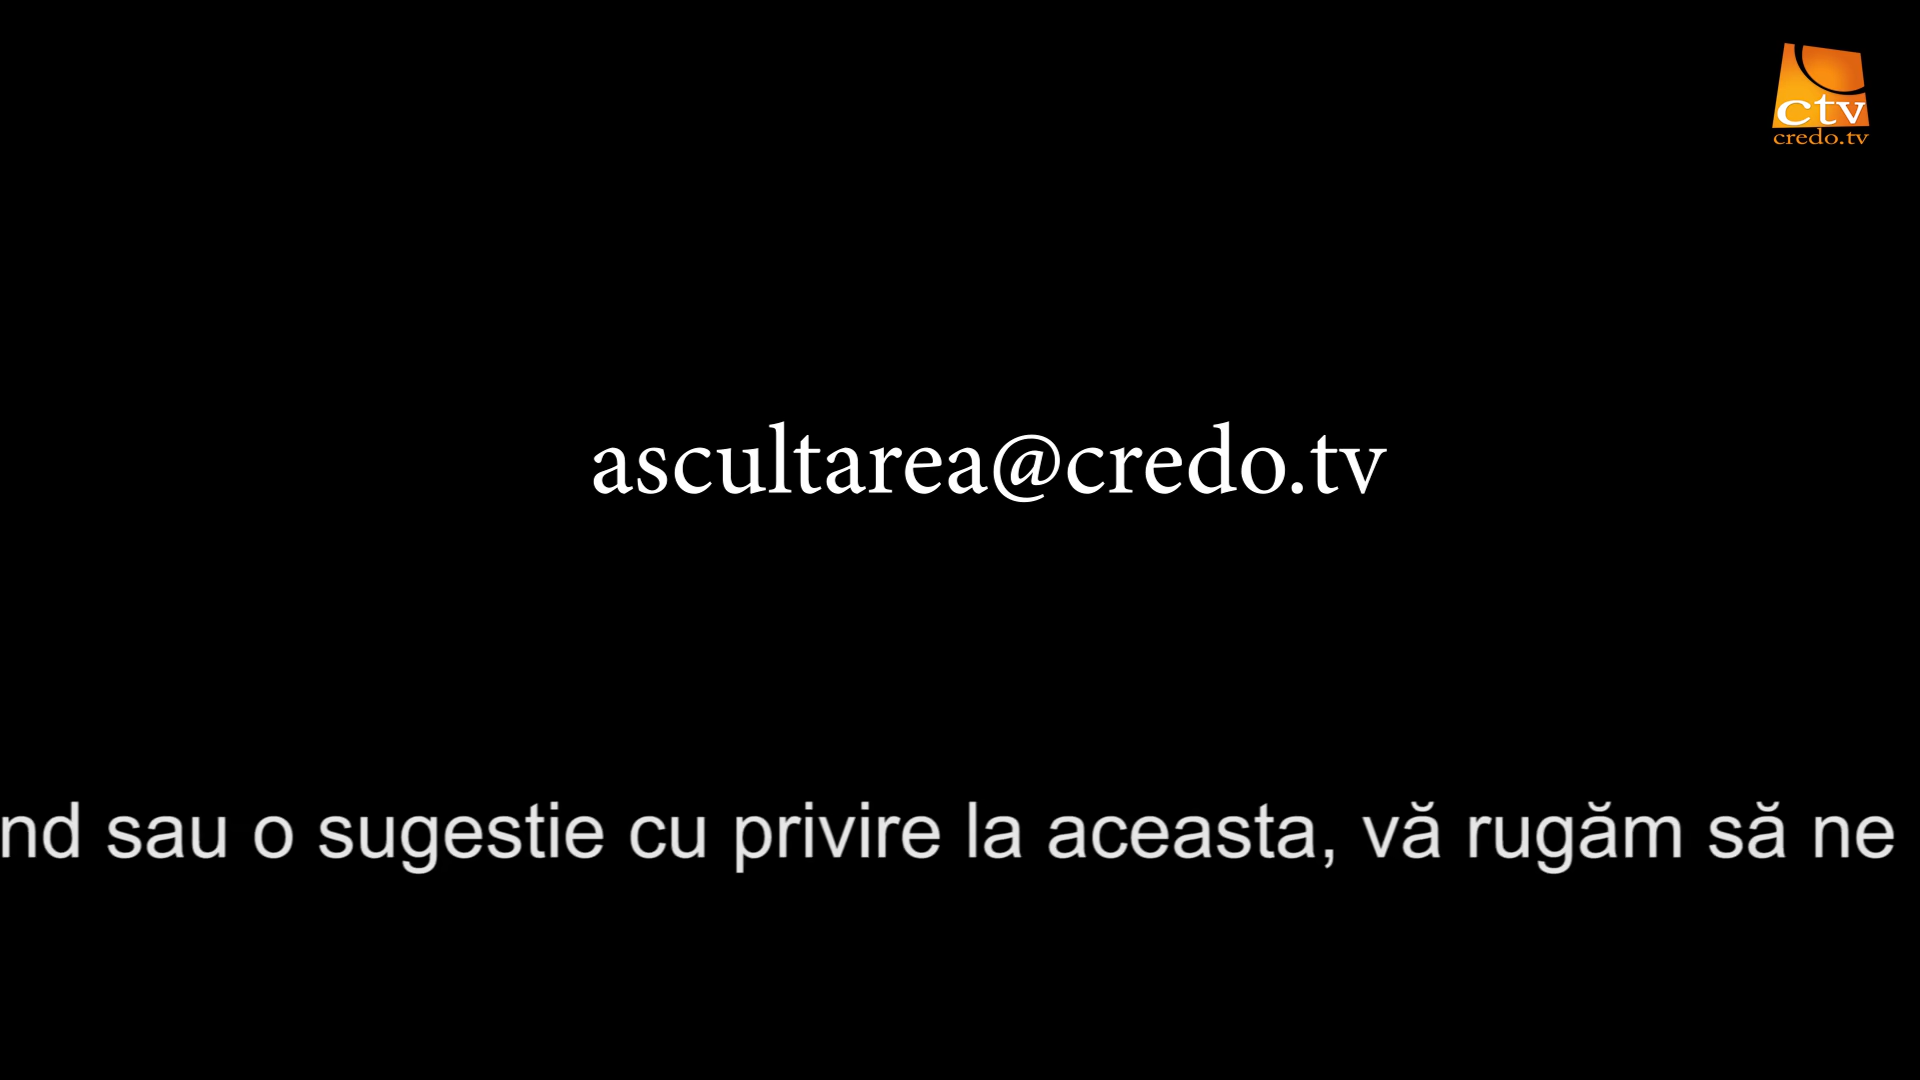 ctv
credo.tv
ascultarea@credo.tv
nd sau o sugestie cu privire la aceasta, vă rugăm să ne